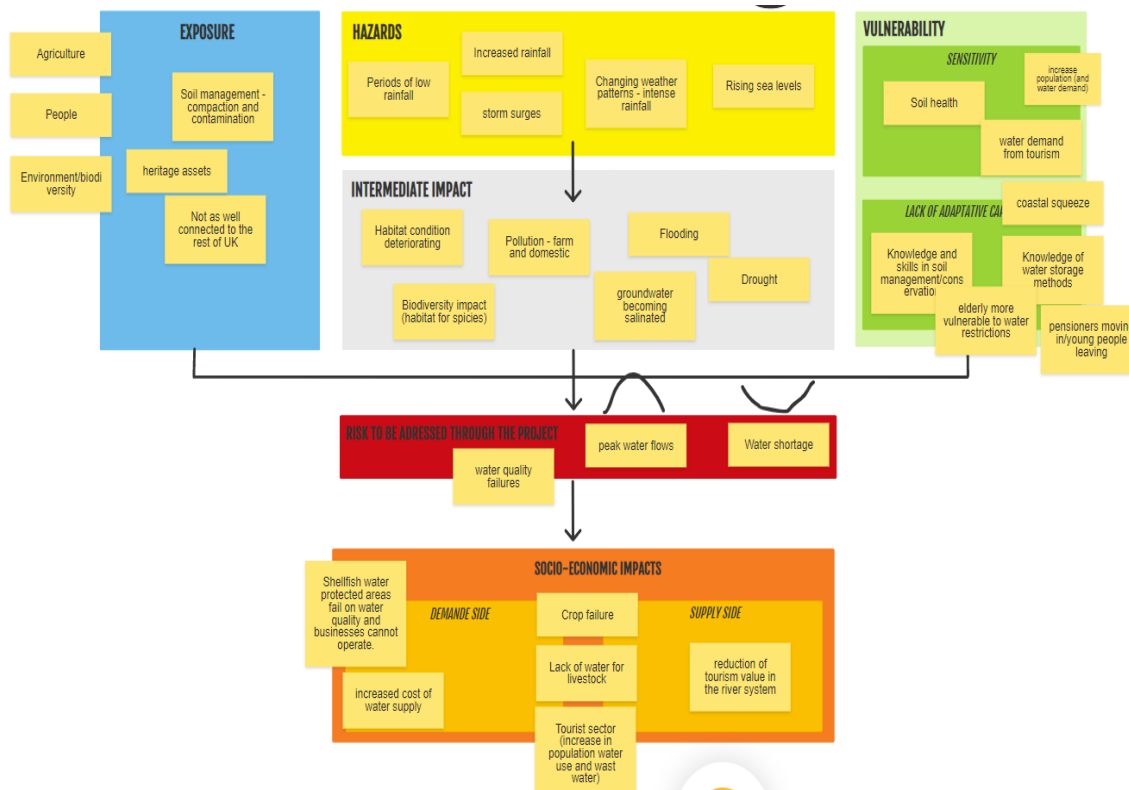 EXPOSURE
Agriculture
People
Environment/biodi
versity
Soil management -
compaction and
contamination
heritage assets
Not as well
connected to the
rest of UK
HAZARDS
Periods of low
rainfall
Increased rainfall
storm surges
Changing weather
patterns - intense
rainfall
Rising sea levels
VULNERABILITY
SENSITIVITY
increase
population (and
water demand)
Soil health
water demand
from tourism
coastal squeeze
LACK OF ADAPTATIVE CAP
Knowledge and
skills in soil
management/cons
ervation
Knowledge of
water storage
methods
elderly more
vulnerable to water
restrictions
pensioners movin
in/young people
leaving
INTERMEDIATE IMPACT
Habitat condition
deteriorating
Pollution - farm
and domestic
Flooding
Drought
Biodiversity impact
(habitat for spicies)
groundwater
becoming
salinated
RISK TO BE ADRESSED THROUGH THE PROJECT
water quality
failures
peak water flows
Water shortage
SOCIO-ECONOMIC IMPACTS
Shellfish water
protected areas
fail on water
quality and
businesses cannot
operate.
DEMANDE SIDE
increased cost of
water supply
Crop failure
Lack of water for
livestock
Tourist sector
(increase in
population water
use and wast
water)
SUPPLY SIDE
reduction of
tourism value in
the river system